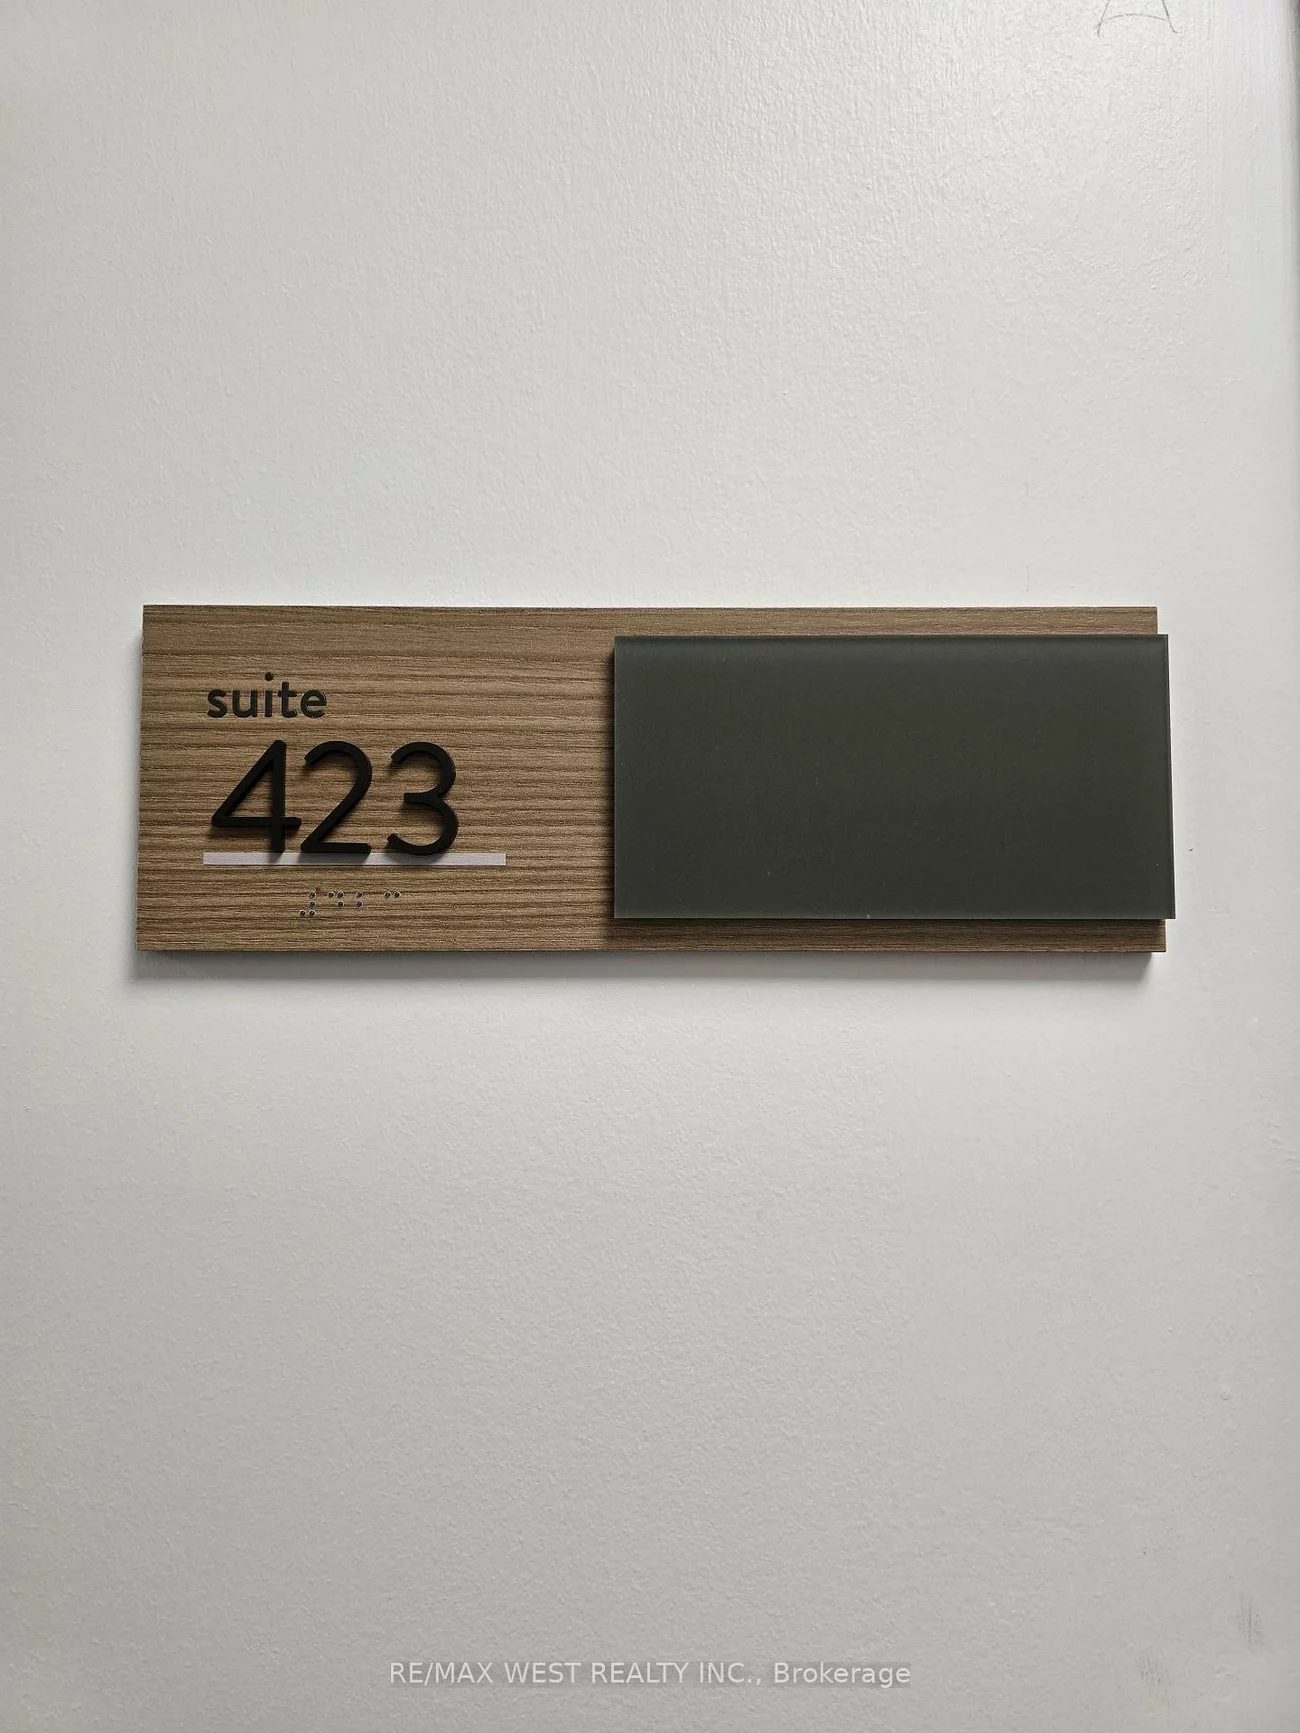 suite
423
⠼⠙⠃⠉
RE/MAX WEST REALTY INC., Brokerage